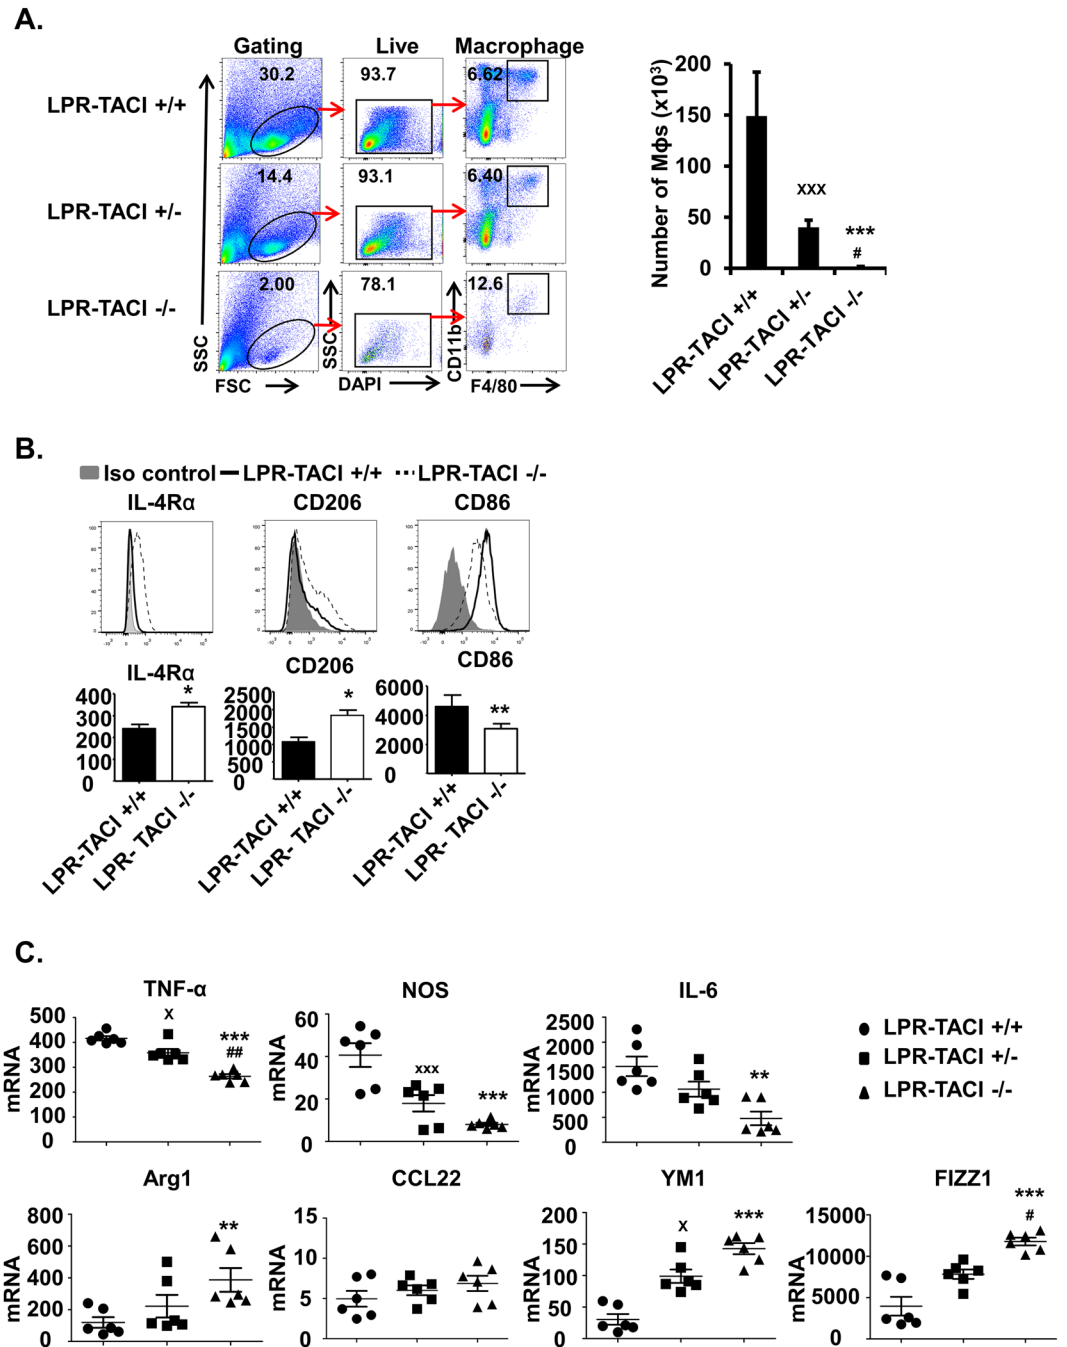 A.
Gating Live Macrophage
LPR-TACI +/+
30.2 93.7 6.62
LPR-TACI +/-
14.4 93.1 6.40
LPR-TACI -/-
2.00 78.1 12.6
SSC SSC CD11b
FSC DAPI F4/80
Number of Mφs (x10³)
200
150
100
50
0
xxx
***
#
LPR-TACI +/+
LPR-TACI +/-
LPR-TACI -/-
B.
Iso control LPR-TACI +/+ LPR-TACI -/-
IL-4Rα CD206 CD86
IL-4Rα CD206 CD86
400
300
200
100
0
*
2500
2000
1500
1000
500
0
*
6000
4000
2000
0
**
LPR-TACI +/+
LPR- TACI -/-
LPR-TACI +/+
LPR- TACI -/-
LPR-TACI +/+
LPR- TACI -/-
C.
TNF-α
mRNA
500
400
300
200
100
0
x
***
##
NOS
mRNA
60
40
20
0
xxx
***
IL-6
mRNA
2500
2000
1500
1000
500
0
**
LPR-TACI +/+
LPR-TACI +/-
LPR-TACI -/-
Arg1
mRNA
800
600
400
200
0
**
CCL22
mRNA
15
10
5
0
YM1
mRNA
200
150
100
50
0
x
***
FIZZ1
mRNA
15000
10000
5000
0
***
#